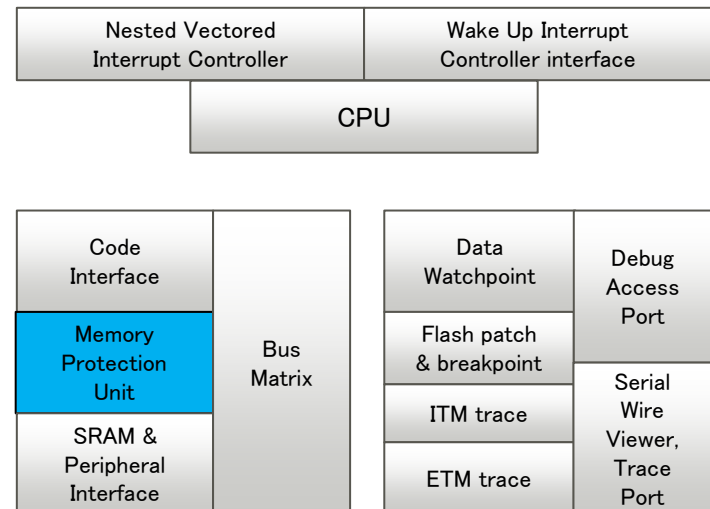 Nested Vectored
Interrupt Controller
Wake Up Interrupt
Controller interface
CPU
Code
Interface
Memory
Protection
Unit
SRAM &
Peripheral
Interface
Bus
Matrix
Data
Watchpoint
Flash patch
& breakpoint
ITM trace
ETM trace
Debug
Access
Port
Serial
Wire
Viewer,
Trace
Port